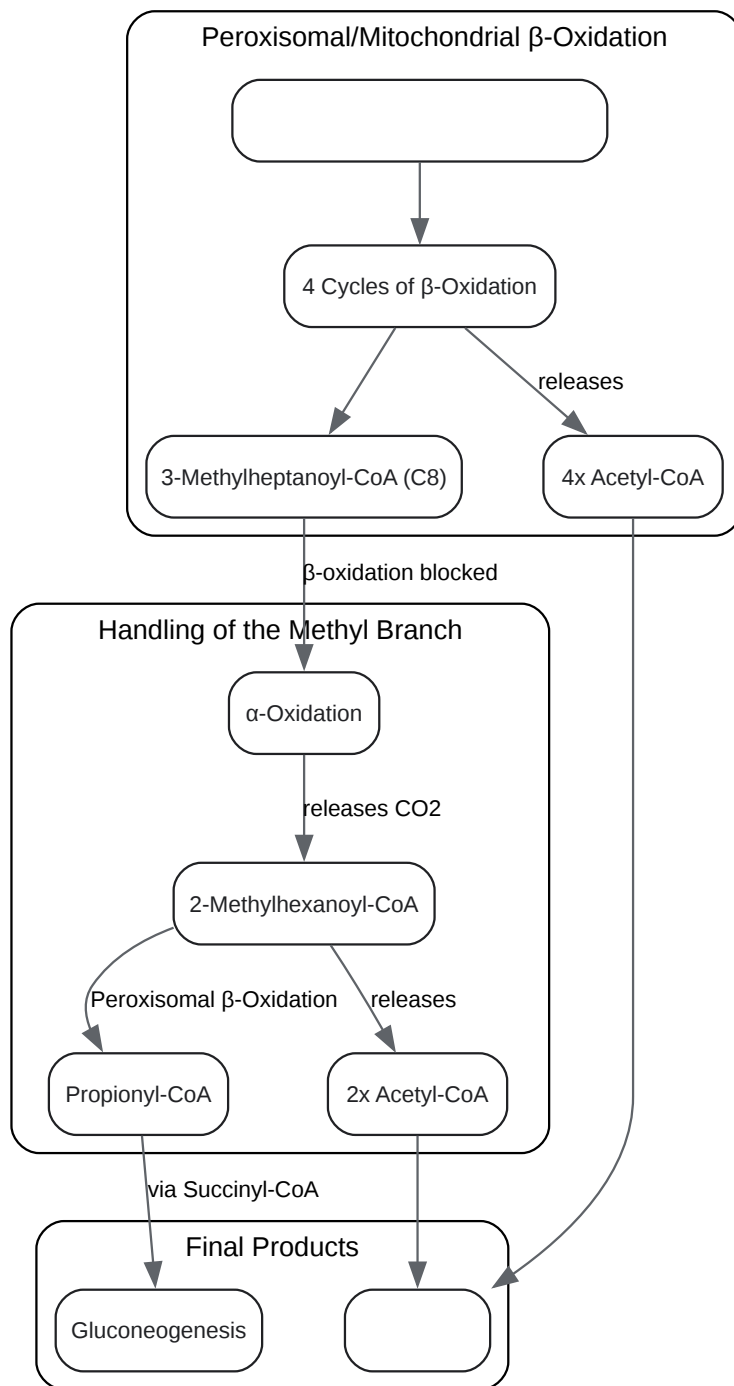 Peroxisomal/Mitochondrial β-Oxidation
4 Cycles of β-Oxidation
releases
3-Methylheptanoyl-CoA (C8)
4x Acetyl-CoA
β-oxidation blocked
Handling of the Methyl Branch
α-Oxidation
releases CO2
2-Methylhexanoyl-CoA
Peroxisomal β-Oxidation
releases
Propionyl-CoA
2x Acetyl-CoA
via Succinyl-CoA
Final Products
Gluconeogenesis